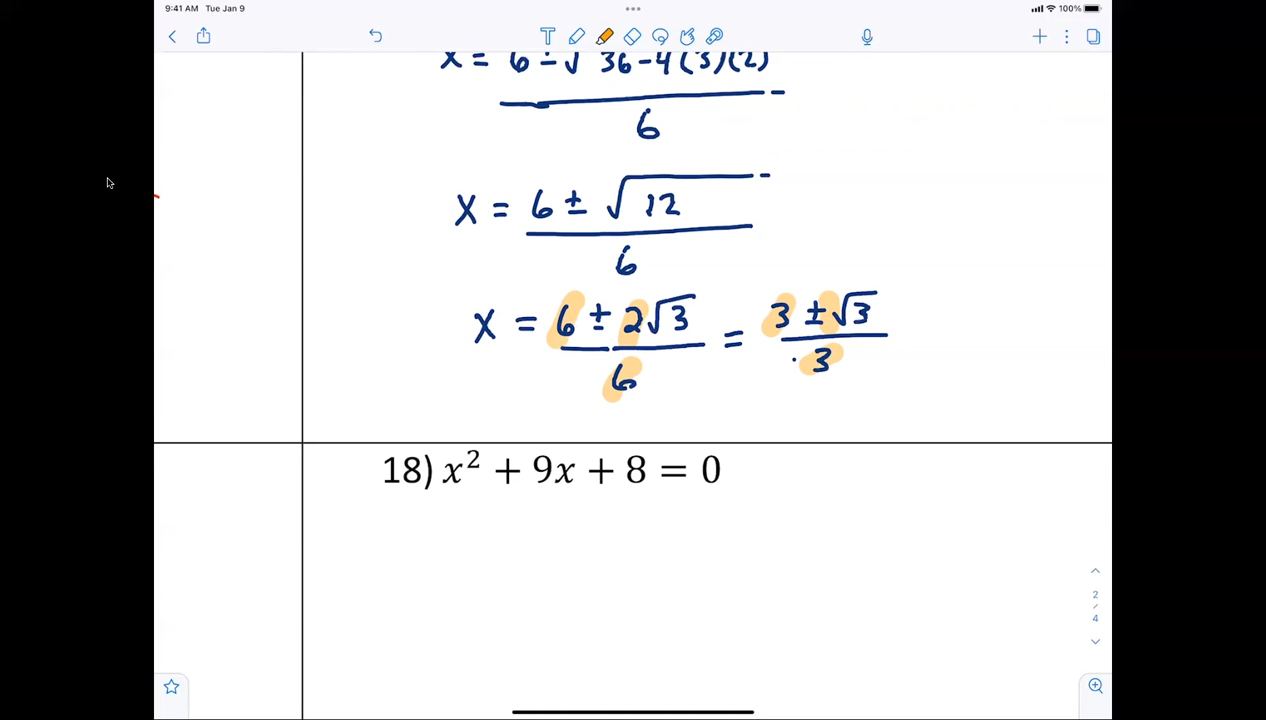 9:41 AM Tue Jan 9
100%
x = 6 ± √36-4(3)(2)
6
x = 6 ± √12
6
x = 6 ± 2√3 = 3 ± √3
6 3
18) x² + 9x + 8 = 0
2
4